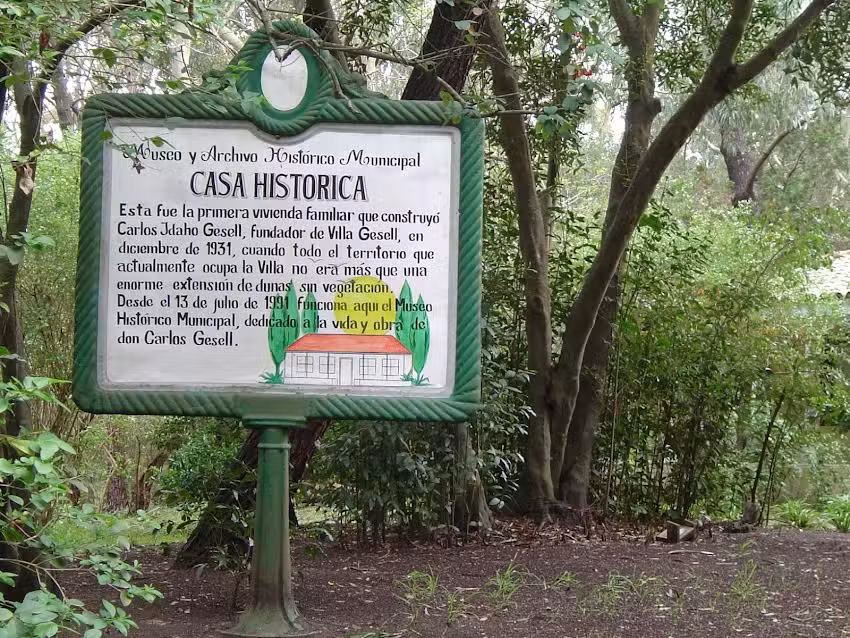 Museo y Archivo Histórico Municipal
CASA HISTORICA
Esta fue la primera vivienda familiar que construyó
Carlos Idaho Gesell, fundador de Villa Gesell, en
diciembre de 1931, cuando todo el territorio que
actualmente ocupa la Villa no era más que una
enorme extensión de dunas sin vegetación.
Desde el 13 de julio de 1991 funciona aquí el Museo
Histórico Municipal, dedicado a la vida y obra de
don Carlos Gesell.